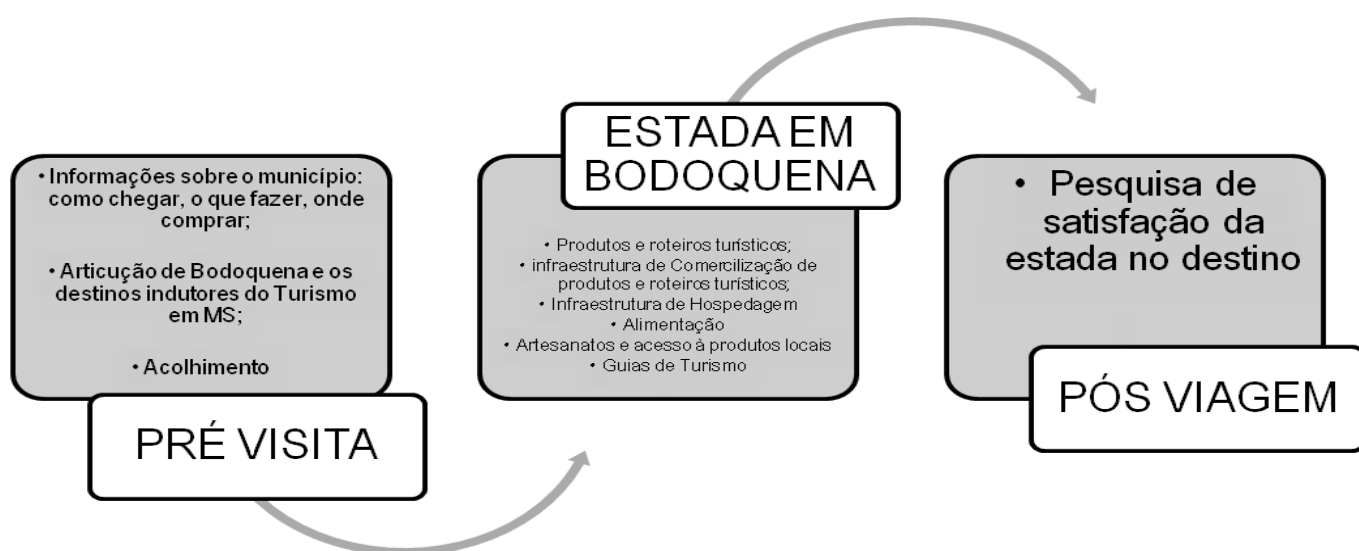 • Informações sobre o município:
como chegar, o que fazer, onde
comprar;
• Articução de Bodoquena e os
destinos indutores do Turismo
em MS;
• Acolhimento
PRÉ VISITA
ESTADA EM
BODOQUENA
• Produtos e roteiros turísticos;
• infraestrutura de Comercilização de
produtos e roteiros turísticos;
• Infraestrutura de Hospedagem
• Alimentação
• Artesanatos e acesso à produtos locais
• Guias de Turismo
• Pesquisa de
satisfação da
estada no destino
PÓS VIAGEM